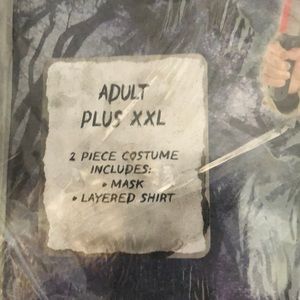 ADULT
PLUS XXL
2 PIECE COSTUME
INCLUDES:
• MASK
• LAYERED SHIRT